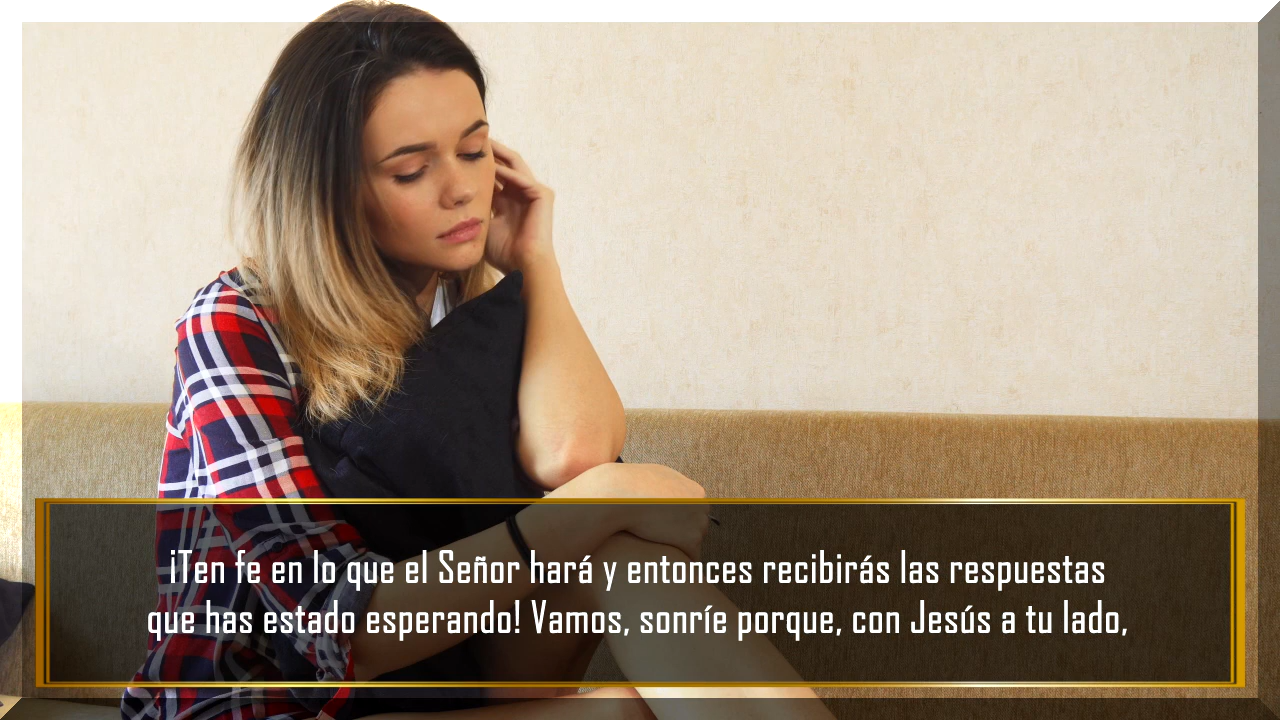 ¡Ten fe en lo que el Señor hará y entonces recibirás las respuestas
que has estado esperando! Vamos, sonríe porque, con Jesús a tu lado,